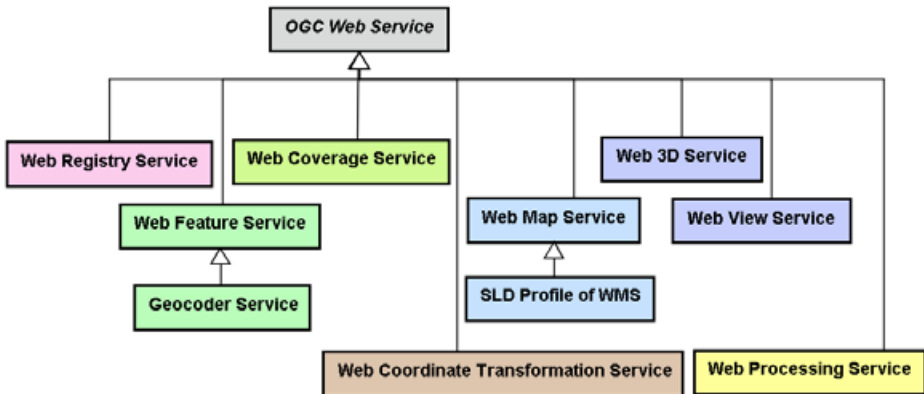 OGC Web Service
Web Registry Service
Web Coverage Service
Web 3D Service
Web Feature Service
Web Map Service
Web View Service
Geocoder Service
SLD Profile of WMS
Web Coordinate Transformation Service
Web Processing Service